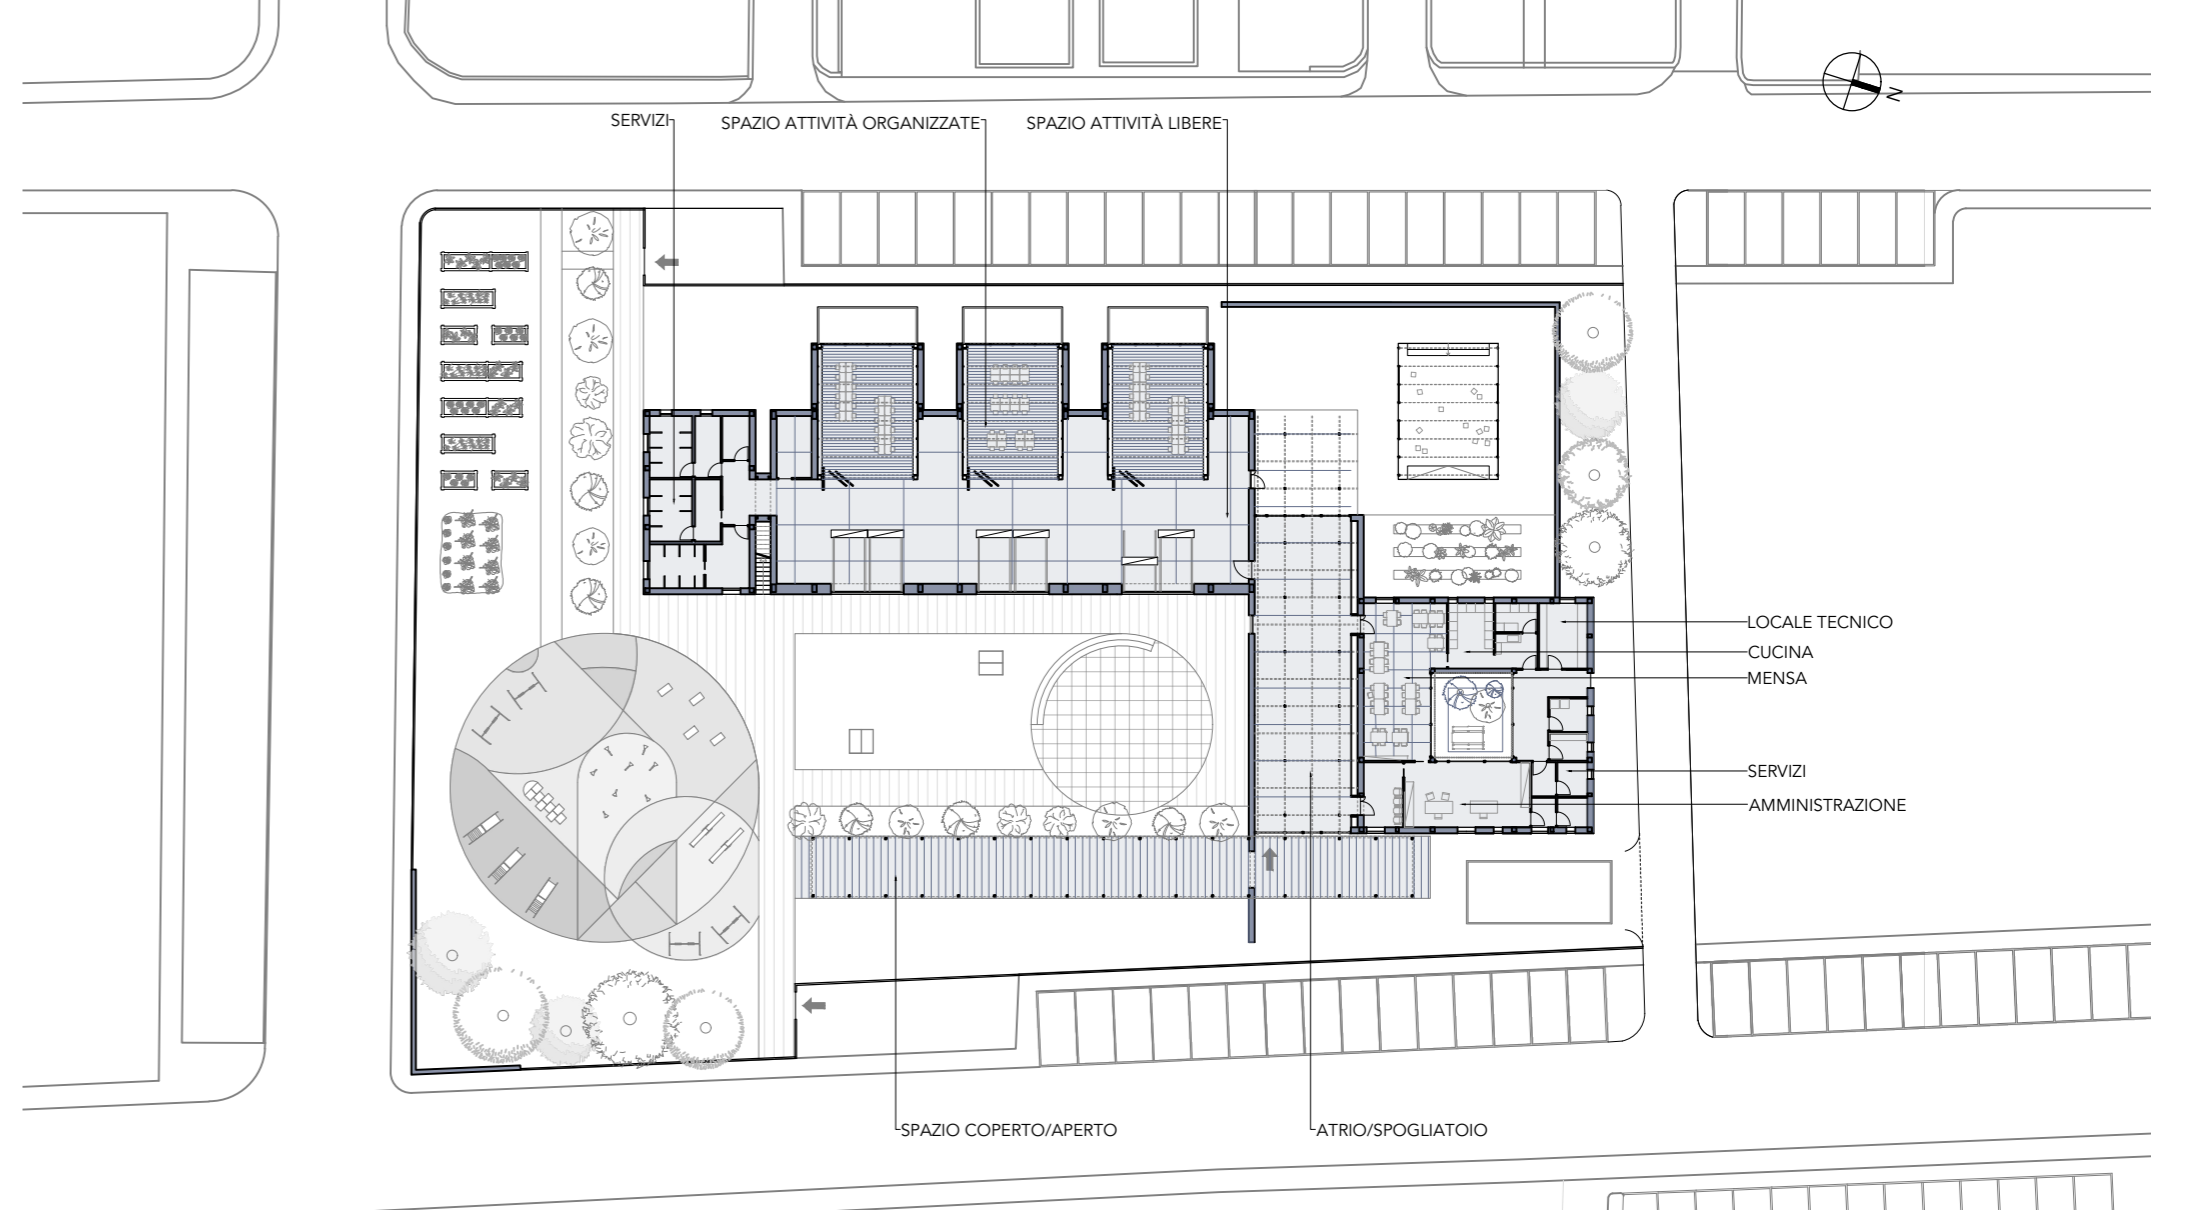 N
SERVIZI
SPAZIO ATTIVITÀ ORGANIZZATE
SPAZIO ATTIVITÀ LIBERE
LOCALE TECNICO
CUCINA
MENSA
SERVIZI
AMMINISTRAZIONE
SPAZIO COPERTO/APERTO
ATRIO/SPOGLIATOIO